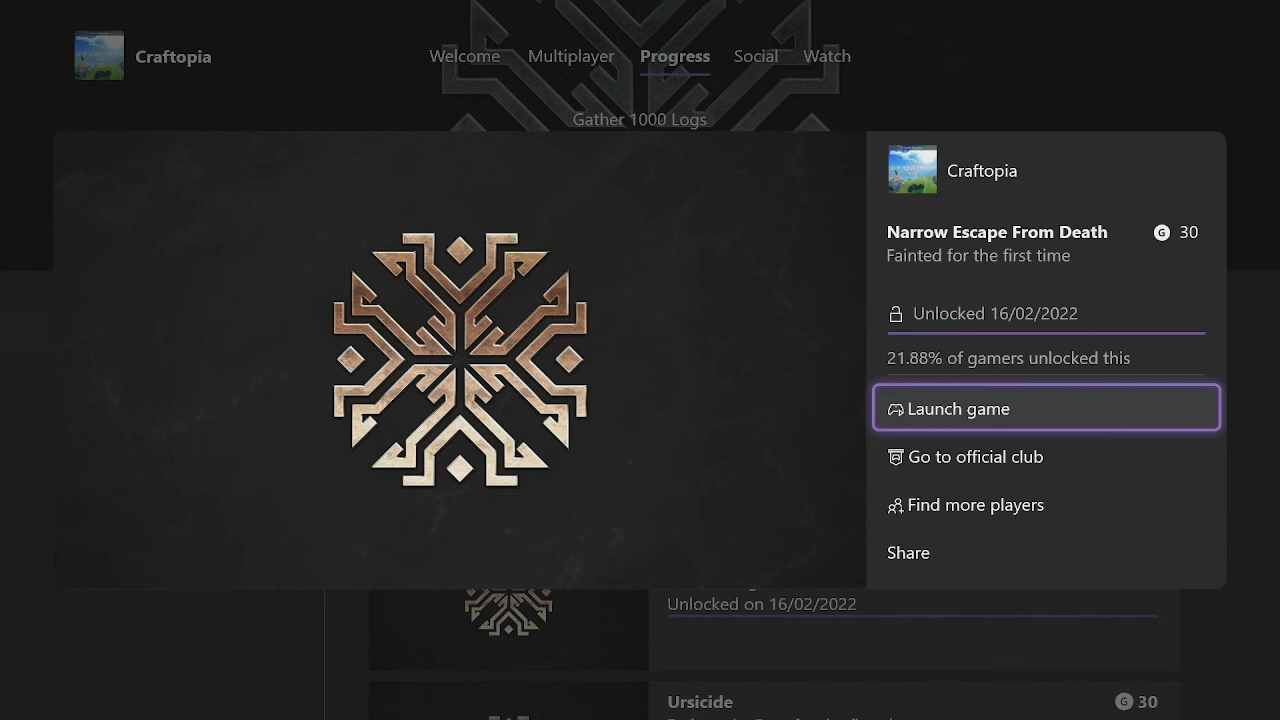 Craftopia
Welcome
Multiplayer
Progress
Social
Watch
Gather 1000 Logs
Craftopia
Narrow Escape From Death
G 30
Fainted for the first time
Unlocked 16/02/2022
21.88% of gamers unlocked this
Launch game
Go to official club
Find more players
Share
Unlocked on 16/02/2022
Ursicide
G 30